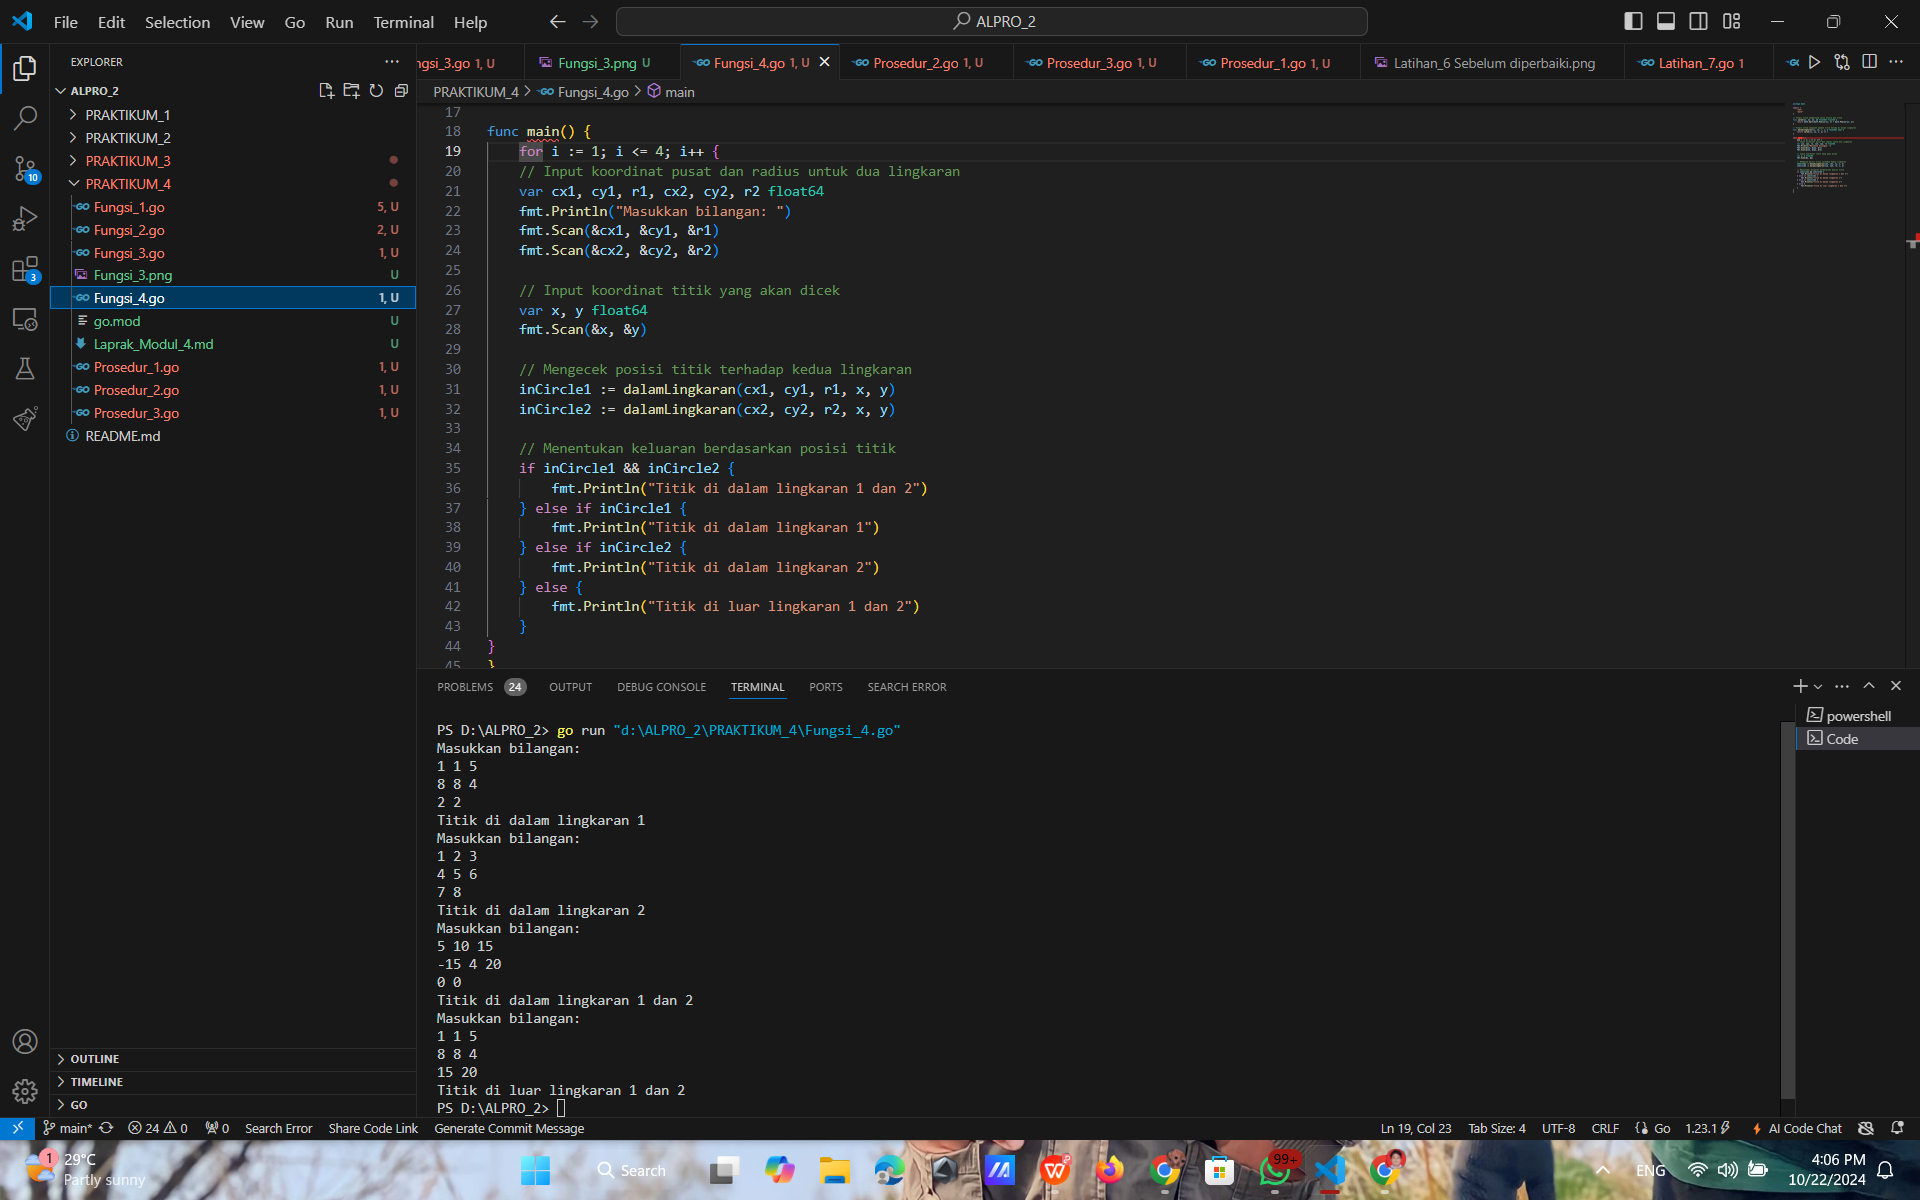 File Edit Selection View Go Run Terminal Help
ALPRO_2
EXPLORER
ngsi_3.go 1, U
Fungsi_3.png U
Fungsi_4.go 1, U
Prosedur_2.go 1, U
Prosedur_3.go 1, U
Prosedur_1.go 1, U
Latihan_6 Sebelum diperbaiki.png
Latihan_7.go 1
ALPRO_2
PRAKTIKUM_1
PRAKTIKUM_2
PRAKTIKUM_3
PRAKTIKUM_4
Fungsi_1.go 5, U
Fungsi_2.go 2, U
Fungsi_3.go 1, U
Fungsi_3.png U
Fungsi_4.go 1, U
go.mod U
Laprak_Modul_4.md U
Prosedur_1.go 1, U
Prosedur_2.go 1, U
Prosedur_3.go 1, U
README.md
10
3
OUTLINE
TIMELINE
GO
PRAKTIKUM_4 > Fungsi_4.go > main
17
18 func main() {
19 for i := 1; i <= 4; i++ {
20 // Input koordinat pusat dan radius untuk dua lingkaran
21 var cx1, cy1, r1, cx2, cy2, r2 float64
22 fmt.Println("Masukkan bilangan: ")
23 fmt.Scan(&cx1, &cy1, &r1)
24 fmt.Scan(&cx2, &cy2, &r2)
25
26 // Input koordinat titik yang akan dicek
27 var x, y float64
28 fmt.Scan(&x, &y)
29
30 // Mengecek posisi titik terhadap kedua lingkaran
31 inCircle1 := dalamLingkaran(cx1, cy1, r1, x, y)
32 inCircle2 := dalamLingkaran(cx2, cy2, r2, x, y)
33
34 // Menentukan keluaran berdasarkan posisi titik
35 if inCircle1 && inCircle2 {
36 fmt.Println("Titik di dalam lingkaran 1 dan 2")
37 } else if inCircle1 {
38 fmt.Println("Titik di dalam lingkaran 1")
39 } else if inCircle2 {
40 fmt.Println("Titik di dalam lingkaran 2")
41 } else {
42 fmt.Println("Titik di luar lingkaran 1 dan 2")
43 }
44 }
45 }
PROBLEMS 24 OUTPUT DEBUG CONSOLE TERMINAL PORTS SEARCH ERROR
powershell
Code
PS D:\ALPRO_2> go run "d:\ALPRO_2\PRAKTIKUM_4\Fungsi_4.go"
Masukkan bilangan:
1 1 5
8 8 4
2 2
Titik di dalam lingkaran 1
Masukkan bilangan:
1 2 3
4 5 6
7 8
Titik di dalam lingkaran 2
Masukkan bilangan:
5 10 15
-15 4 20
0 0
Titik di dalam lingkaran 1 dan 2
Masukkan bilangan:
1 1 5
8 8 4
15 20
Titik di luar lingkaran 1 dan 2
PS D:\ALPRO_2>
main* 24 0 0 Search Error Share Code Link Generate Commit Message
Ln 19, Col 23 Tab Size: 4 UTF-8 CRLF Go 1.23.1 AI Code Chat
1
29°C
Partly sunny
Search
99+
ENG
4:06 PM
10/22/2024